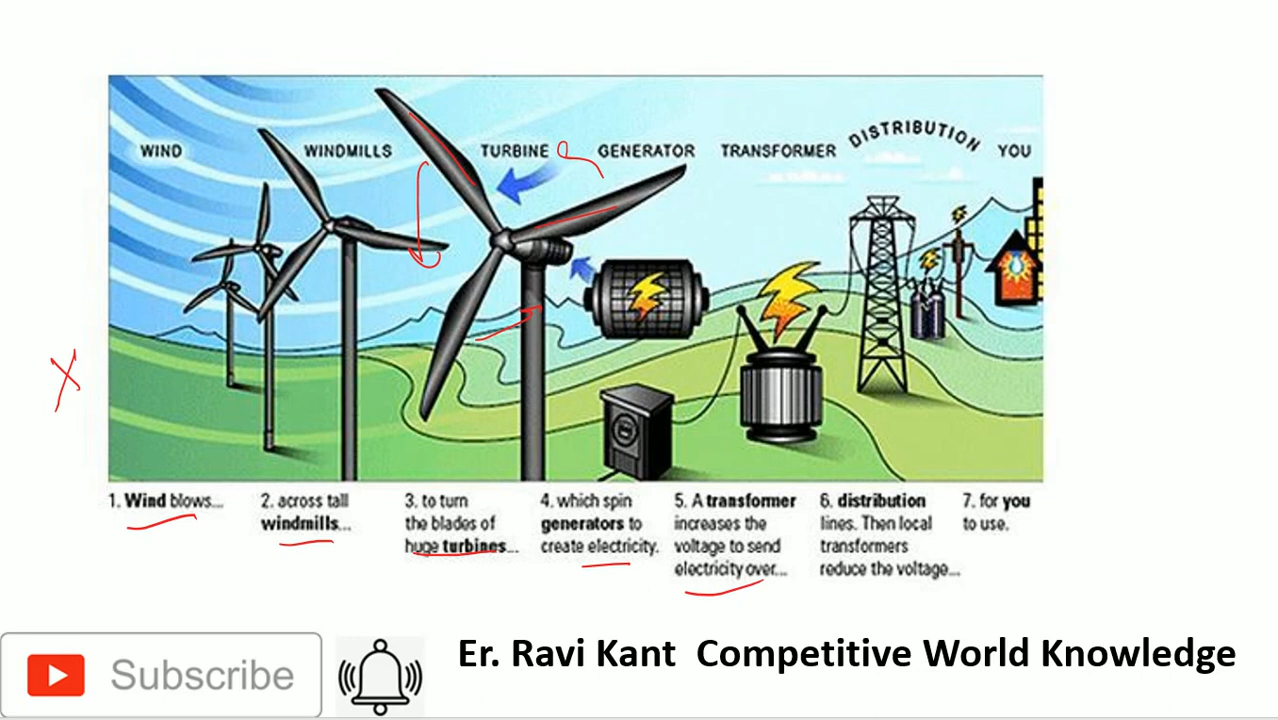 WIND WINDMILLS TURBINE GENERATOR TRANSFORMER DISTRIBUTION YOU
1. Wind blows...
2. across tall
windmills...
3. to turn
the blades of
huge turbines...
4. which spin
generators to
create electricity.
5. A transformer
increases the
voltage to send
electricity over...
6. distribution
lines. Then local
transformers
reduce the voltage...
7. for you
to use.
Subscribe
Er. Ravi Kant Competitive World Knowledge